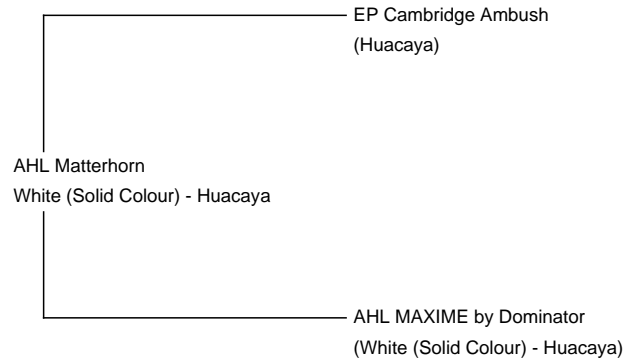 EP Cambridge Ambush
(Huacaya)
AHL Matterhorn
White (Solid Colour) - Huacaya
AHL MAXIME by Dominator
(White (Solid Colour) - Huacaya)